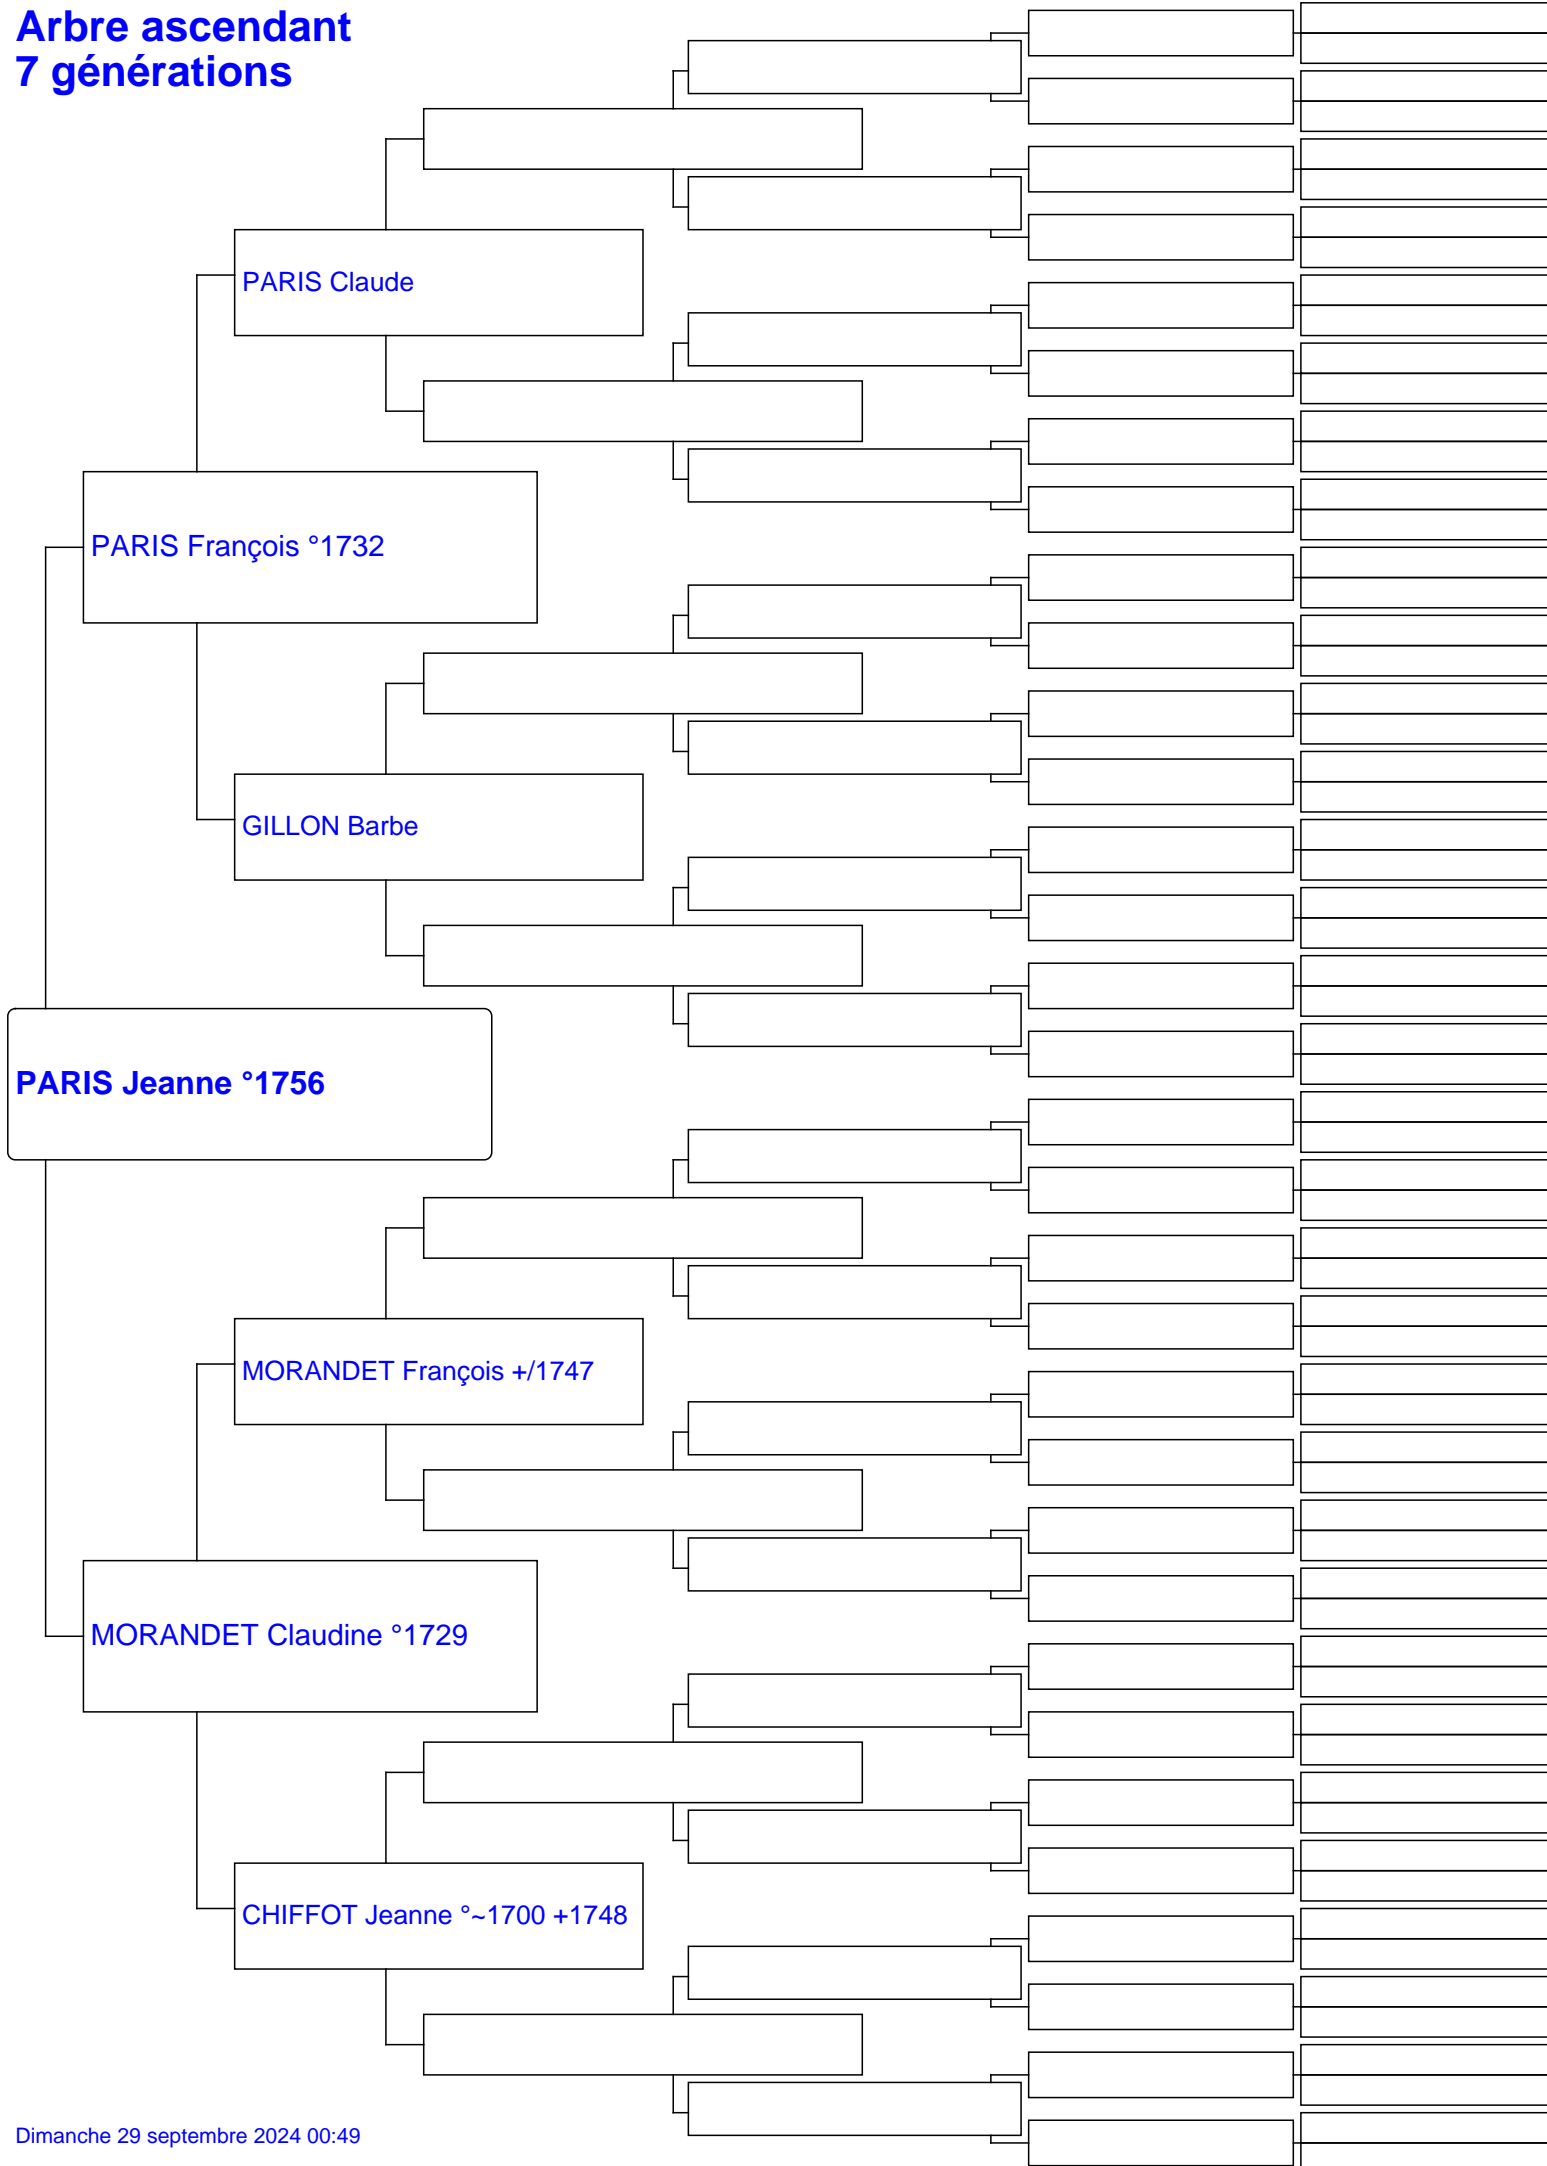 Arbre ascendant
7 générations
PARIS Claude
PARIS François °1732
GILLON Barbe
PARIS Jeanne °1756
MORANDET François +/1747
MORANDET Claudine °1729
CHIFFOT Jeanne °~1700 +1748
Dimanche 29 septembre 2024 00:49